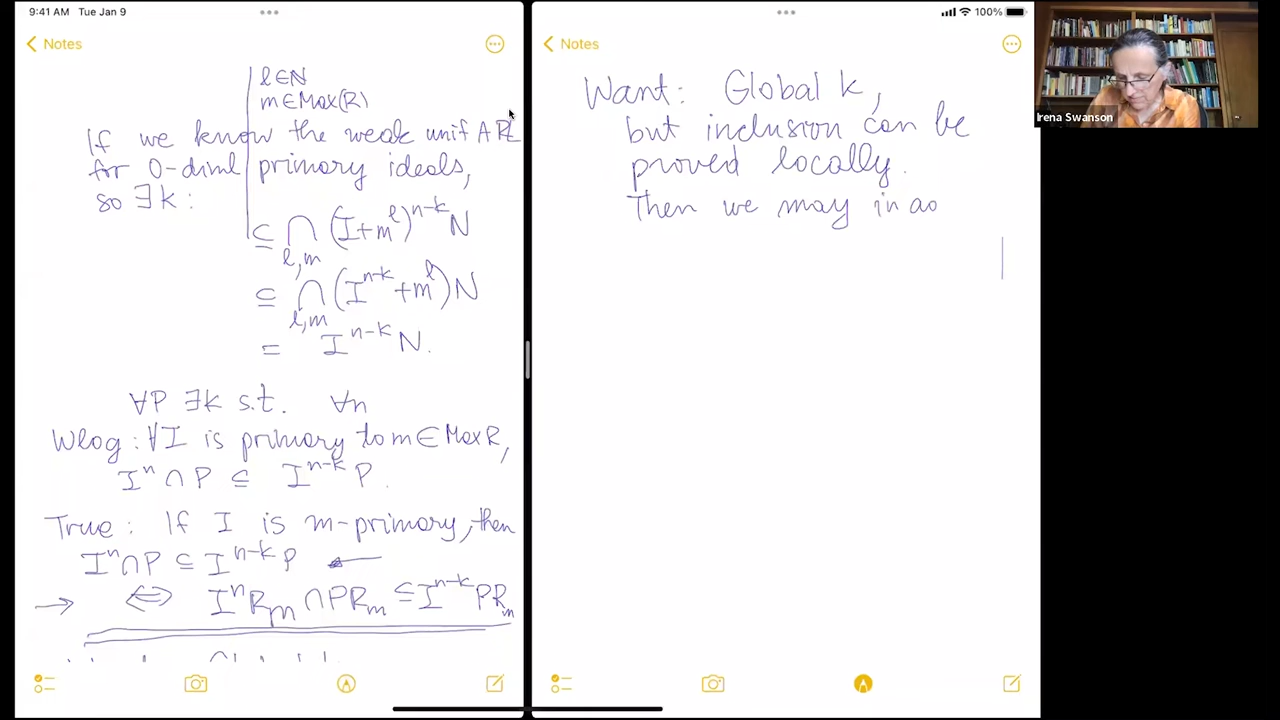 9:41 AM Tue Jan 9
Notes
l∈N
m∈Max(R)
If we know the weak unif ARL
for 0-diml primary ideals,
so ∃k:
⊆ ∩_{l,m} (I+m^l)^{n-k} N
⊆ ∩_{l,m} (I^{n-k}+m^l)N
= I^{n-k}N.
∀P ∃k s.t. ∀n
Wlog: ∀I is primary to m∈Max R,
I^n ∩ P ⊆ I^{n-k} P.
True: If I is m-primary, then
I^n∩P ⊆ I^{n-k} P ←
→ ⟺ I^n R_m ∩ PR_m ⊆ I^{n-k} PR_m
100%
Notes
Want: Global k,
but inclusion can be
proved locally.
Then we may in ao
Irena Swanson